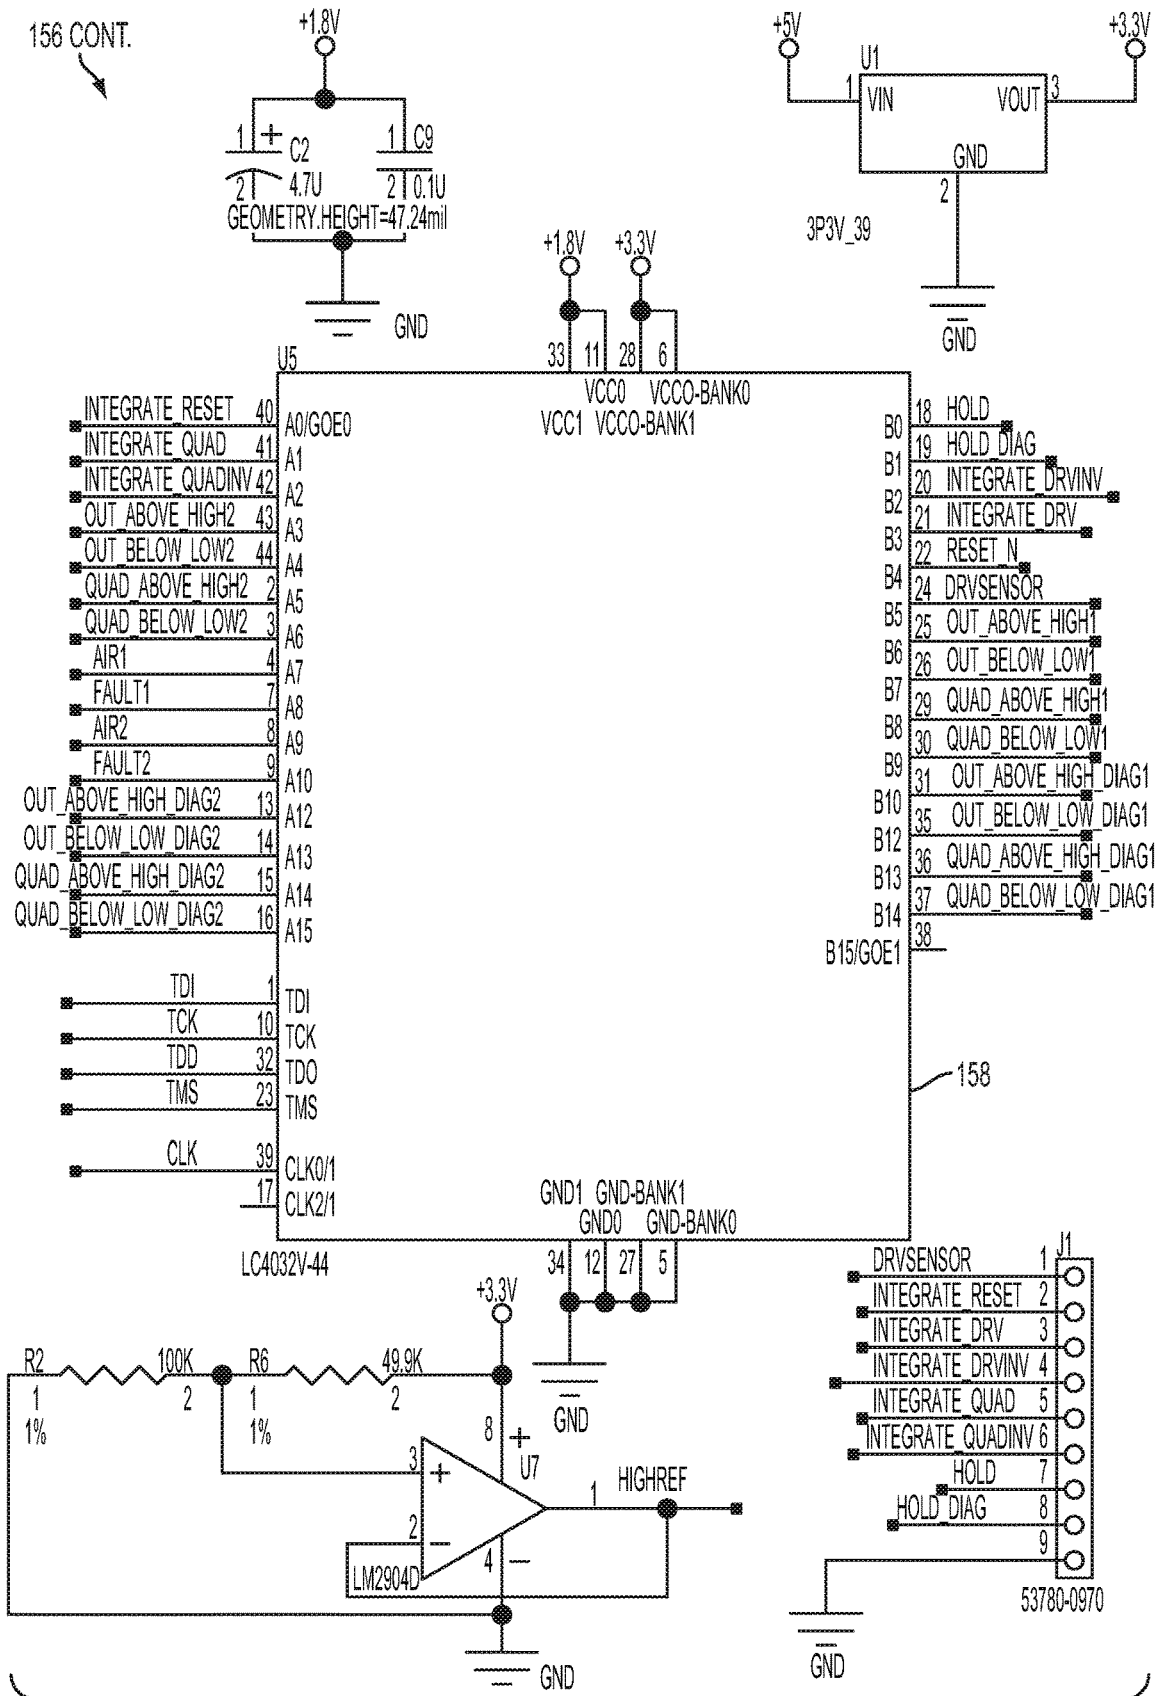 156 CONT.
+1.8V
1 + C2
2 4.7U
1 C9
2 0.1U
GEOMETRY.HEIGHT=47.24mil
GND
+5V
+3.3V
U1
1 VIN VOUT 3
GND
2
3P3V_39
GND
+1.8V +3.3V
33 11 28 6
VCC0 VCCO-BANK0
VCC1 VCCO-BANK1
U5
INTEGRATE_RESET 40 A0/GOE0
INTEGRATE_QUAD 41 A1
INTEGRATE_QUADINV 42 A2
OUT_ABOVE_HIGH2 43 A3
OUT_BELOW_LOW2 44 A4
QUAD_ABOVE_HIGH2 2 A5
QUAD_BELOW_LOW2 3 A6
AIR1 4 A7
FAULT1 7 A8
AIR2 8 A9
FAULT2 9 A10
OUT_ABOVE_HIGH_DIAG2 13 A12
OUT_BELOW_LOW_DIAG2 14 A13
QUAD_ABOVE_HIGH_DIAG2 15 A14
QUAD_BELOW_LOW_DIAG2 16 A15
TDI 1 TDI
TCK 10 TCK
TDD 32 TDO
TMS 23 TMS
CLK 39 CLK0/1
17 CLK2/1
B0 18 HOLD
B1 19 HOLD_DIAG
B2 20 INTEGRATE_DRVINV
B3 21 INTEGRATE_DRV
B4 22 RESET_N
B5 24 DRVSENSOR
B6 25 OUT_ABOVE_HIGH1
B7 26 OUT_BELOW_LOW1
B8 29 QUAD_ABOVE_HIGH1
B9 30 QUAD_BELOW_LOW1
B10 31 OUT_ABOVE_HIGH_DIAG1
B12 35 OUT_BELOW_LOW_DIAG1
B13 36 QUAD_ABOVE_HIGH_DIAG1
B14 37 QUAD_BELOW_LOW_DIAG1
B15/GOE1 38
158
GND1 GND-BANK1
GND0 GND-BANK0
34 12 27 5
LC4032V-44
GND
+3.3V
R2 100K R6 49.9K
1 2 1 2
1% 1%
8 +
3 + U7
1 HIGHREF
2 −
4 −
LM2904D
GND
J1
DRVSENSOR 1
INTEGRATE_RESET 2
INTEGRATE_DRV 3
INTEGRATE_DRVINV 4
INTEGRATE_QUAD 5
INTEGRATE_QUADINV 6
HOLD 7
HOLD_DIAG 8
9
53780-0970
GND